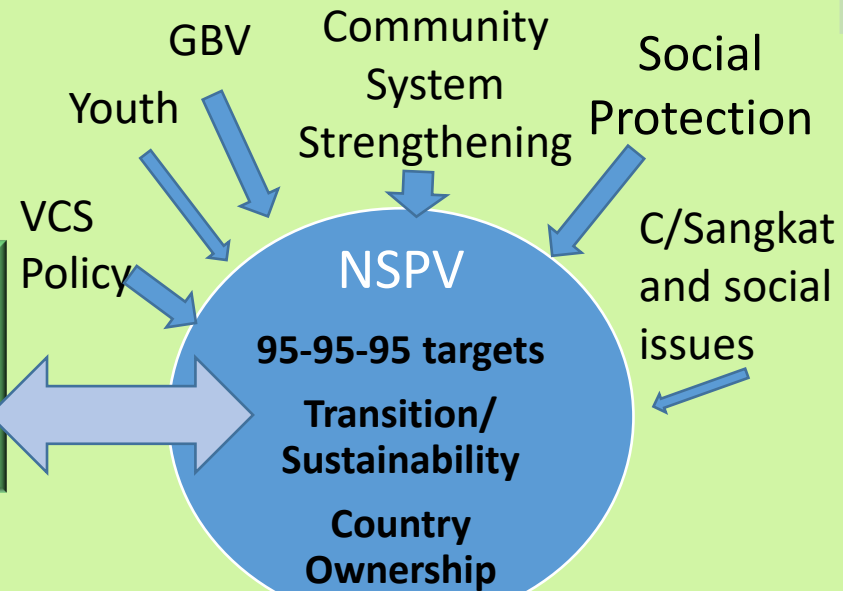 GBV
Community
System
Strengthening
Social
Protection
Youth
VCS
Policy
C/Sangkat
and social
issues
NSPV
95-95-95 targets
Transition/
Sustainability
Country
Ownership